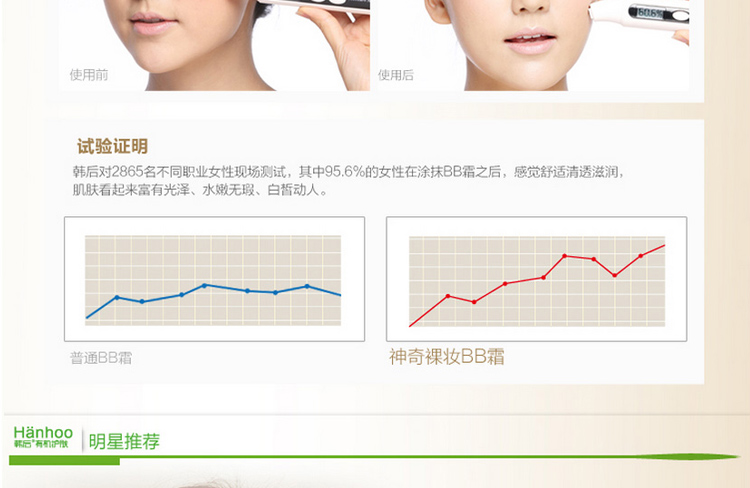 使用前
使用后
试验证明
韩后对2865名不同职业女性现场测试，其中95.6%的女性在涂抹BB霜之后，感觉舒适清透滋润，
肌肤看起来富有光泽、水嫩无瑕、白皙动人。
普通BB霜
神奇裸妆BB霜
Hänhoo
韩后®有机护肤
明星推荐